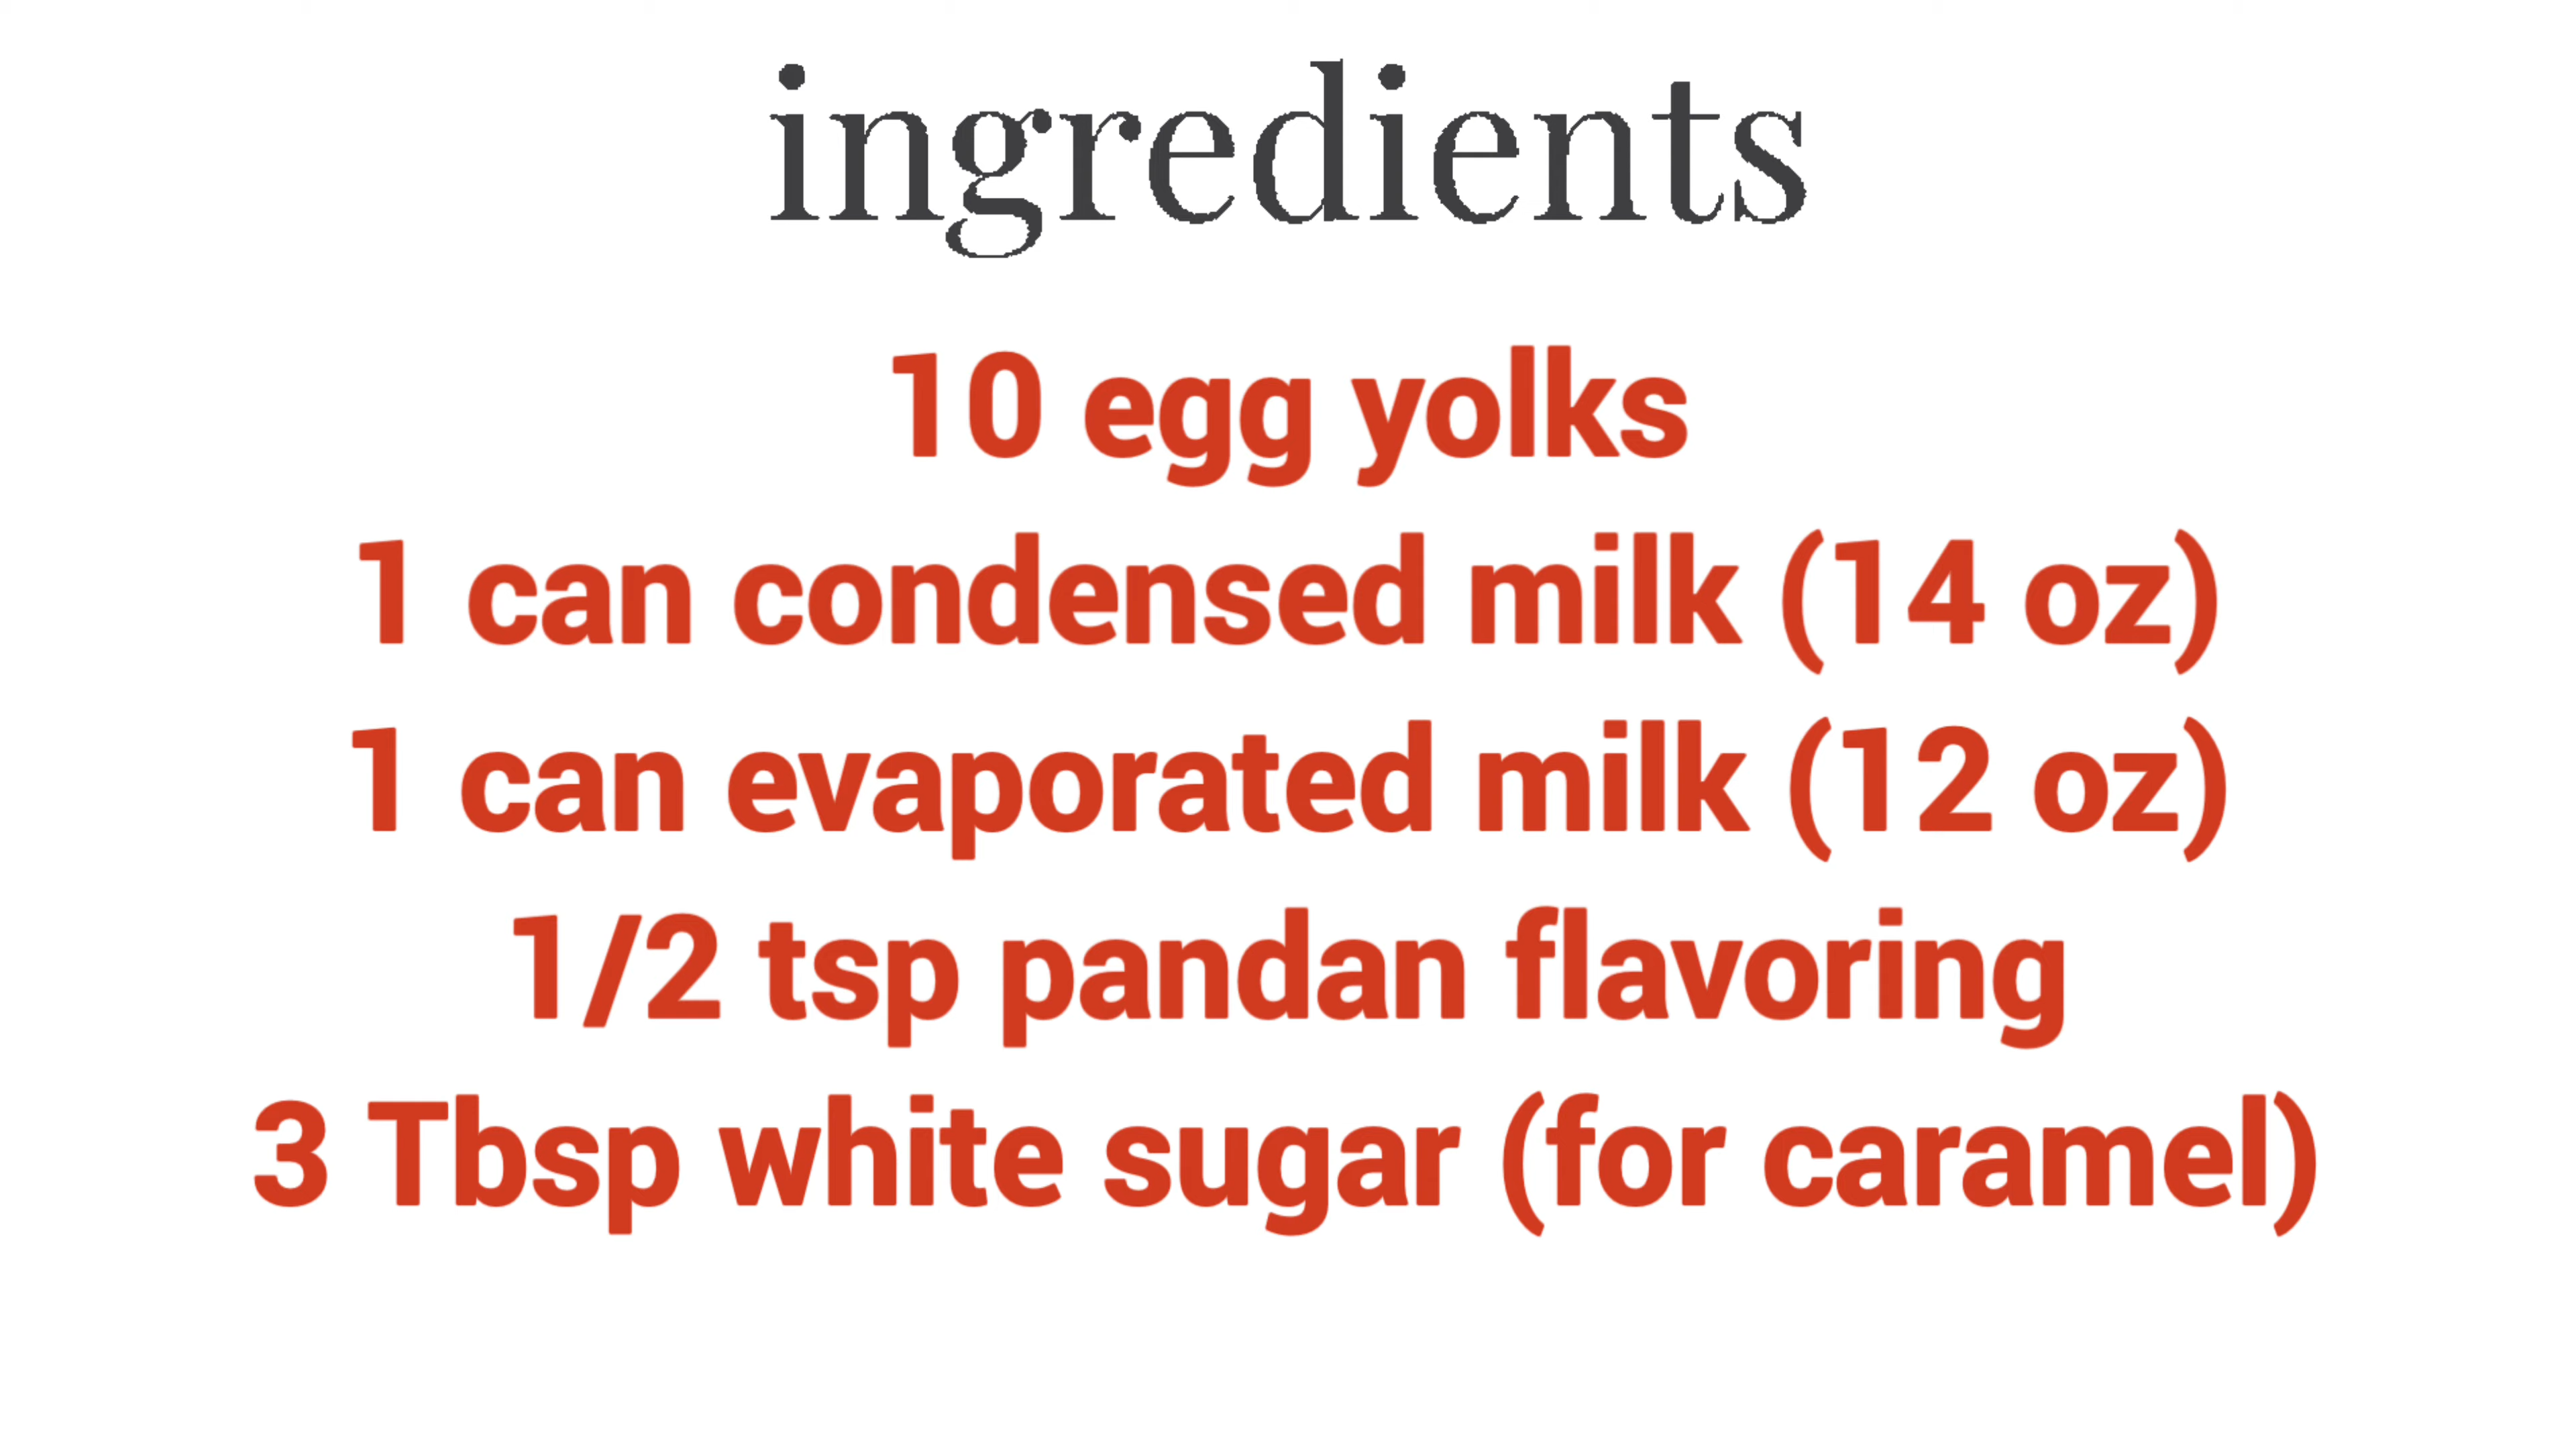 ingredients
10 egg yolks
1 can condensed milk (14 oz)
1 can evaporated milk (12 oz)
1/2 tsp pandan flavoring
3 Tbsp white sugar (for caramel)